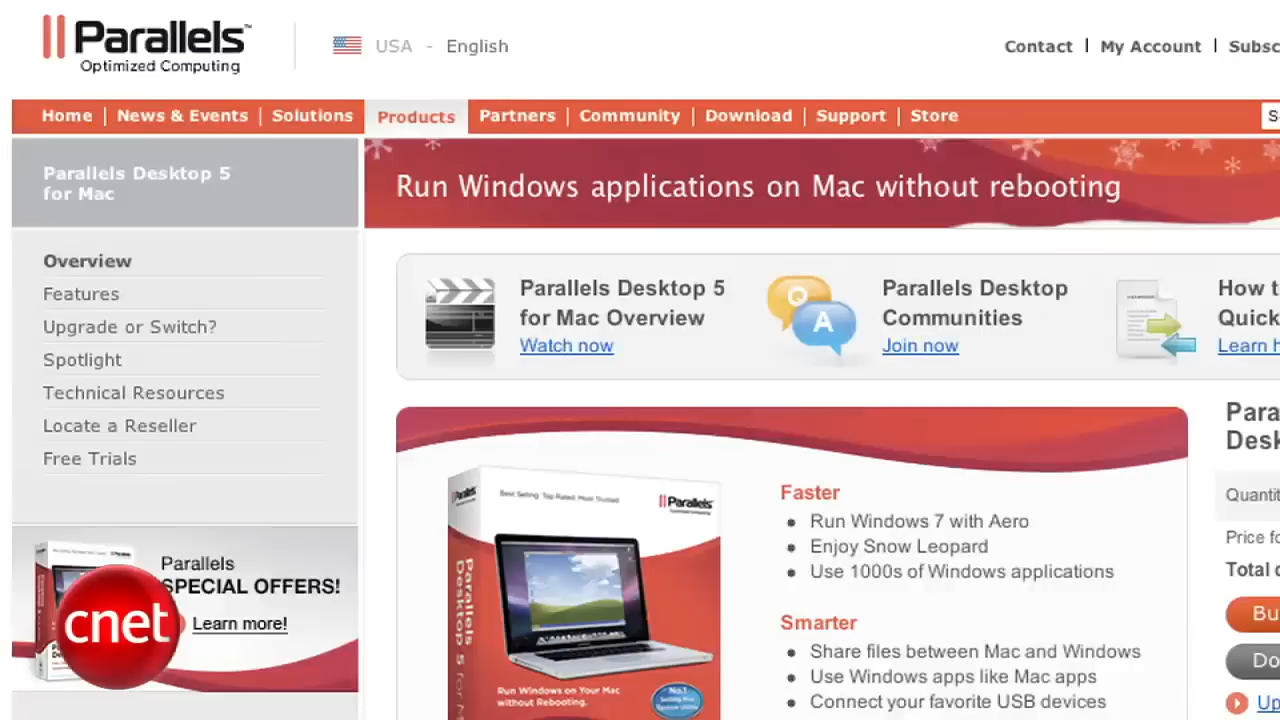 Parallels™
Optimized Computing
USA - English
Contact | My Account | Subsc
Home | News & Events | Solutions | Products | Partners | Community | Download | Support | Store
S
Parallels Desktop 5
for Mac
Run Windows applications on Mac without rebooting
Overview
Features
Upgrade or Switch?
Spotlight
Technical Resources
Locate a Reseller
Free Trials
Parallels Desktop 5
for Mac Overview
Watch now
Parallels Desktop
Communities
Join now
How t
Quick
Learn h
Parallels
SPECIAL OFFERS!
Learn more!
cnet
Best Selling. Top Rated. Most Trusted.
Parallels
Optimized Computing
Parallels
Desktop 5 for M
Run Windows on Your Mac
without Rebooting.
No.1
Faster
• Run Windows 7 with Aero
• Enjoy Snow Leopard
• Use 1000s of Windows applications
Smarter
• Share files between Mac and Windows
• Use Windows apps like Mac apps
• Connect your favorite USB devices
Para
Desk
Quantit
Price fo
Total c
Bu
Do
Up